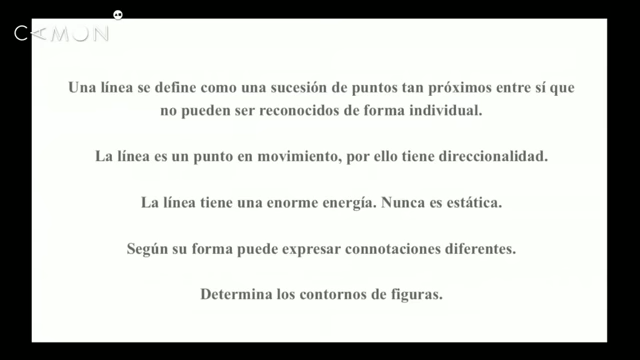 CAMON
Una línea se define como una sucesión de puntos tan próximos entre sí que
no pueden ser reconocidos de forma individual.
La línea es un punto en movimiento, por ello tiene direccionalidad.
La línea tiene una enorme energía. Nunca es estática.
Según su forma puede expresar connotaciones diferentes.
Determina los contornos de figuras.